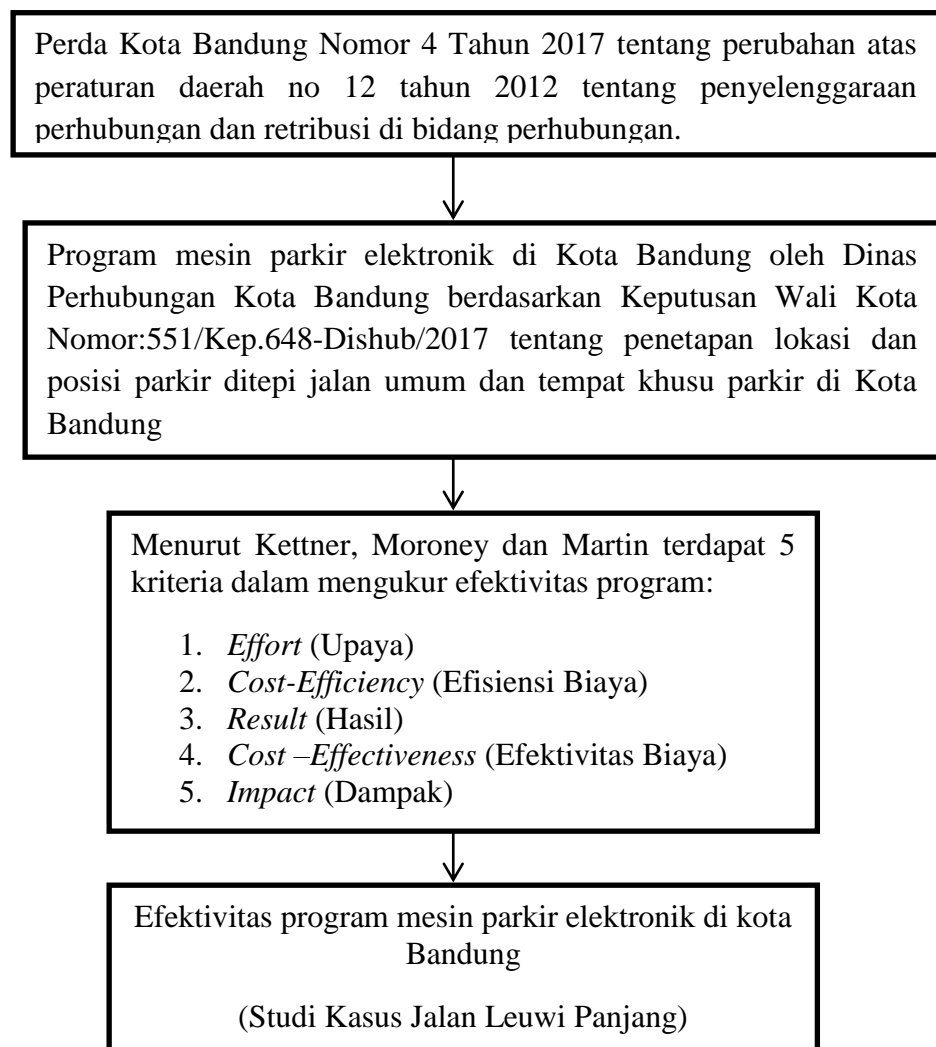 Perda Kota Bandung Nomor 4 Tahun 2017 tentang perubahan atas
peraturan daerah no 12 tahun 2012 tentang penyelenggaraan
perhubungan dan retribusi di bidang perhubungan.
Program mesin parkir elektronik di Kota Bandung oleh Dinas
Perhubungan Kota Bandung berdasarkan Keputusan Wali Kota
Nomor:551/Kep.648-Dishub/2017 tentang penetapan lokasi dan
posisi parkir ditepi jalan umum dan tempat khusu parkir di Kota
Bandung
Menurut Kettner, Moroney dan Martin terdapat 5
kriteria dalam mengukur efektivitas program:
1. Effort (Upaya)
2. Cost-Efficiency (Efisiensi Biaya)
3. Result (Hasil)
4. Cost –Effectiveness (Efektivitas Biaya)
5. Impact (Dampak)
Efektivitas program mesin parkir elektronik di kota
Bandung
(Studi Kasus Jalan Leuwi Panjang)